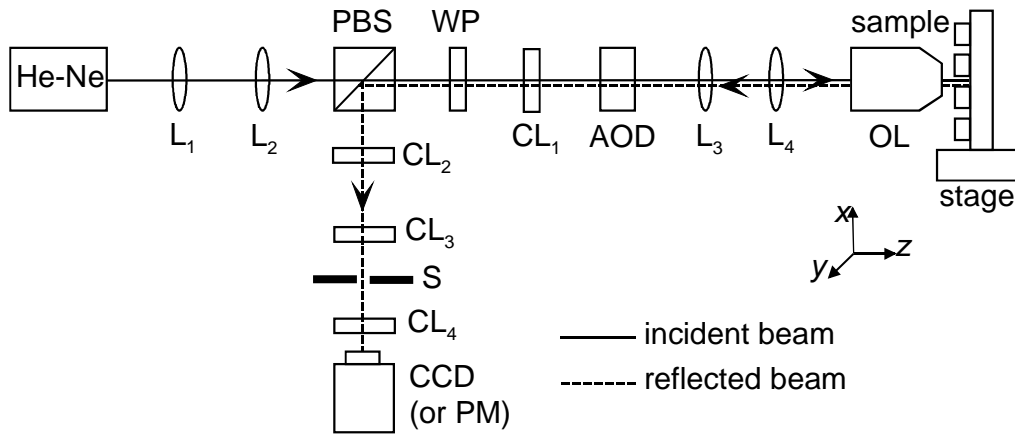 PBS WP sample
He-Ne
L1 L2 CL1 AOD L3 L4 OL
CL2
stage
CL3
x
y z
S
CL4
incident beam
CCD reflected beam
(or PM)